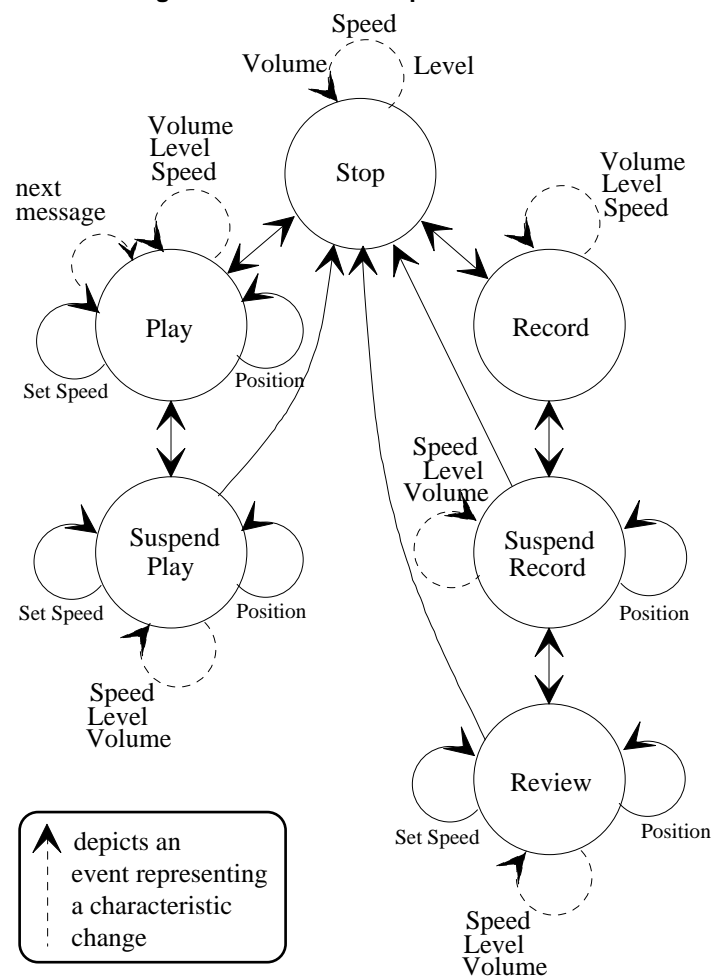 Speed
Volume
Level
Stop
Volume
Level
Speed
next
message
Play
Set Speed
Position
Volume
Level
Speed
Record
Suspend
Play
Set Speed
Position
Speed
Level
Volume
Speed
Level
Volume
Suspend
Record
Position
Review
Set Speed
Position
Speed
Level
Volume
depicts an
event representing
a characteristic
change